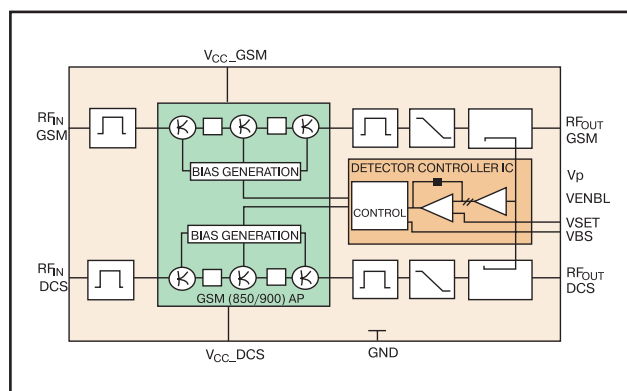 VCC_GSM
RFIN
GSM
RFOUT
GSM
BIAS GENERATION
DETECTOR CONTROLLER IC
Vp
VENBL
CONTROL
VSET
VBS
BIAS GENERATION
RFIN
DCS
RFOUT
DCS
GSM (850/900) AP
VCC_DCS
GND